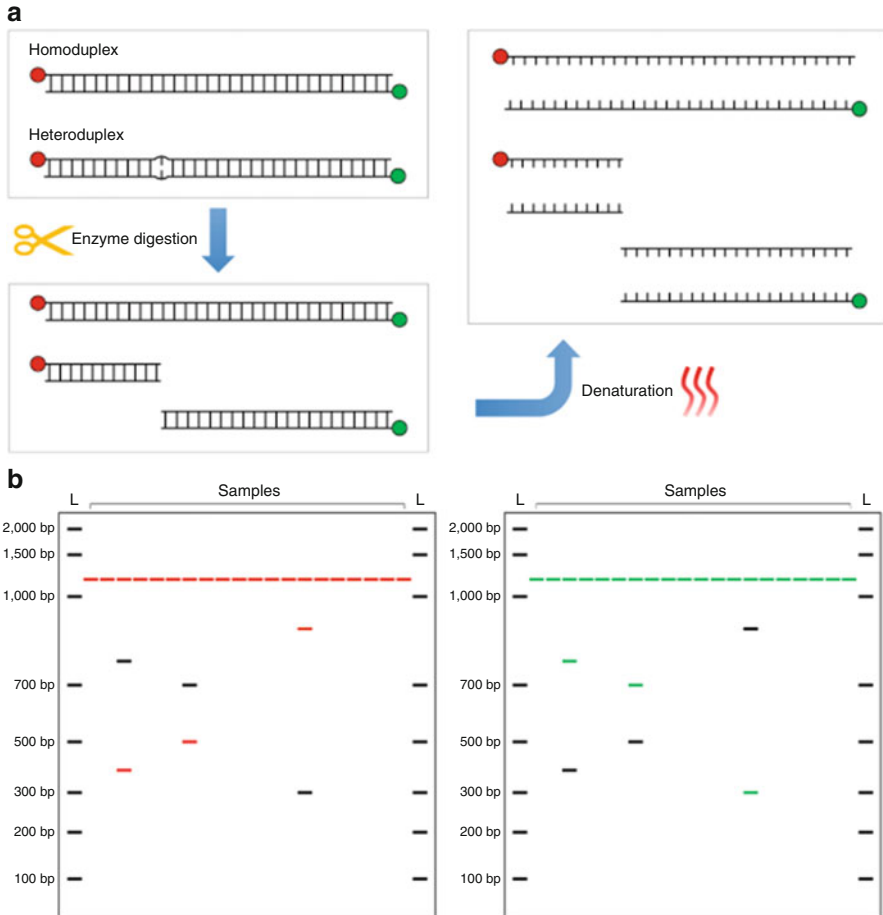 a
Homoduplex
Heteroduplex
Enzyme digestion
Denaturation
b
L Samples L
2,000 bp
1,500 bp
1,000 bp
700 bp
500 bp
300 bp
200 bp
100 bp
L Samples L
2,000 bp
1,500 bp
1,000 bp
700 bp
500 bp
300 bp
200 bp
100 bp